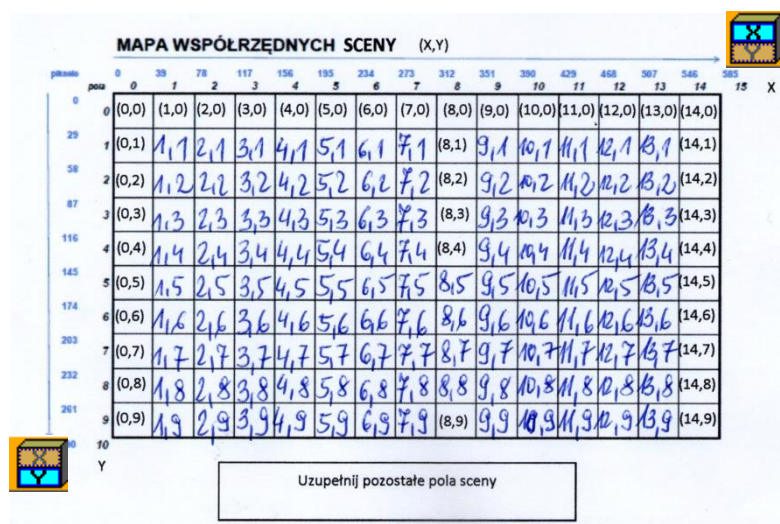 MAPA WSPÓŁRZĘDNYCH SCENY (X,Y)
X
Y
piksele 0 39 78 117 156 195 234 273 312 351 390 429 468 507 546 585
pola 0 1 2 3 4 5 6 7 8 9 10 11 12 13 14 15 X
0 0 (0,0) (1,0) (2,0) (3,0) (4,0) (5,0) (6,0) (7,0) (8,0) (9,0) (10,0) (11,0) (12,0) (13,0) (14,0)
29 1 (0,1) 1,1 2,1 3,1 4,1 5,1 6,1 7,1 (8,1) 9,1 10,1 11,1 12,1 13,1 (14,1)
58 2 (0,2) 1,2 2,2 3,2 4,2 5,2 6,2 7,2 (8,2) 9,2 10,2 11,2 12,2 13,2 (14,2)
87 3 (0,3) 1,3 2,3 3,3 4,3 5,3 6,3 7,3 (8,3) 9,3 10,3 11,3 12,3 13,3 (14,3)
116 4 (0,4) 1,4 2,4 3,4 4,4 5,4 6,4 7,4 (8,4) 9,4 10,4 11,4 12,4 13,4 (14,4)
145 5 (0,5) 1,5 2,5 3,5 4,5 5,5 6,5 7,5 8,5 9,5 10,5 11,5 12,5 13,5 (14,5)
174 6 (0,6) 1,6 2,6 3,6 4,6 5,6 6,6 7,6 8,6 9,6 10,6 11,6 12,6 13,6 (14,6)
203 7 (0,7) 1,7 2,7 3,7 4,7 5,7 6,7 7,7 8,7 9,7 10,7 11,7 12,7 13,7 (14,7)
232 8 (0,8) 1,8 2,8 3,8 4,8 5,8 6,8 7,8 8,8 9,8 10,8 11,8 12,8 13,8 (14,8)
261 9 (0,9) 1,9 2,9 3,9 4,9 5,9 6,9 7,9 (8,9) 9,9 10,9 11,9 12,9 13,9 (14,9)
10
X
Y
Y
Uzupełnij pozostałe pola sceny